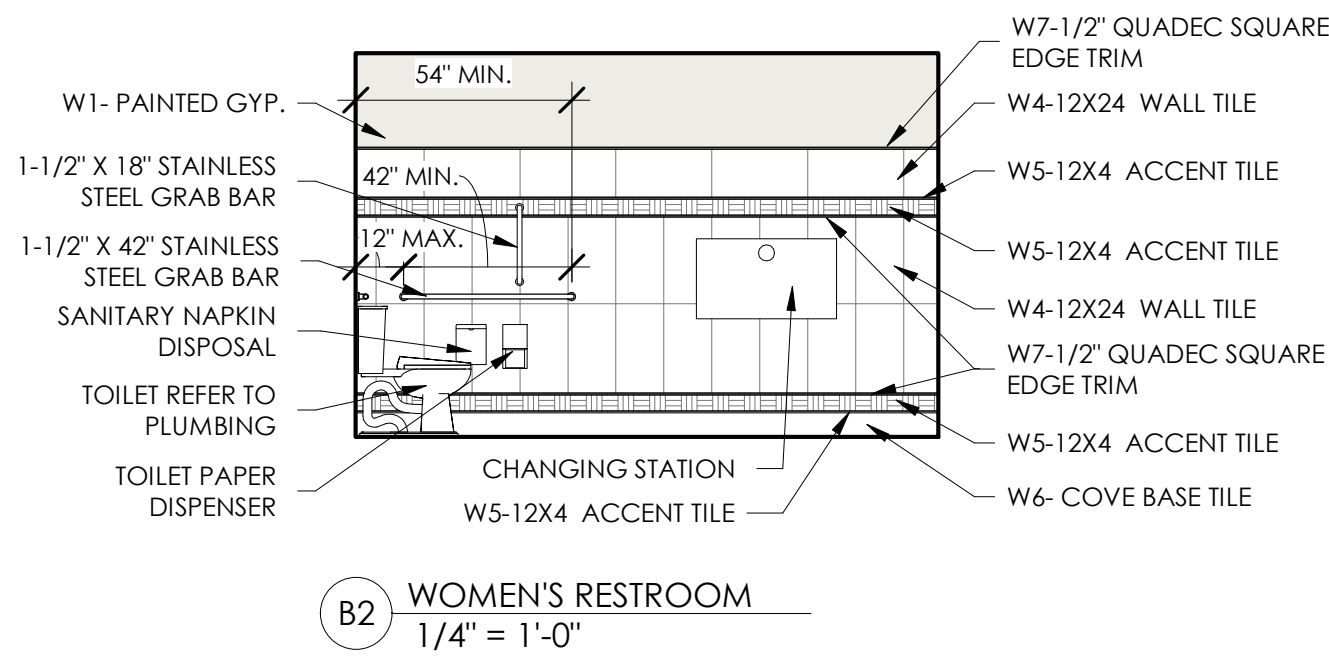 54" MIN.
W1- PAINTED GYP.
1-1/2" X 18" STAINLESS
STEEL GRAB BAR
42" MIN.
12" MAX.
1-1/2" X 42" STAINLESS
STEEL GRAB BAR
SANITARY NAPKIN
DISPOSAL
TOILET REFER TO
PLUMBING
TOILET PAPER
DISPENSER
CHANGING STATION
W5-12X4 ACCENT TILE
W7-1/2" QUADEC SQUARE
EDGE TRIM
W4-12X24 WALL TILE
W5-12X4 ACCENT TILE
W5-12X4 ACCENT TILE
W4-12X24 WALL TILE
W7-1/2" QUADEC SQUARE
EDGE TRIM
W5-12X4 ACCENT TILE
W6- COVE BASE TILE
B2
WOMEN'S RESTROOM
1/4" = 1'-0"